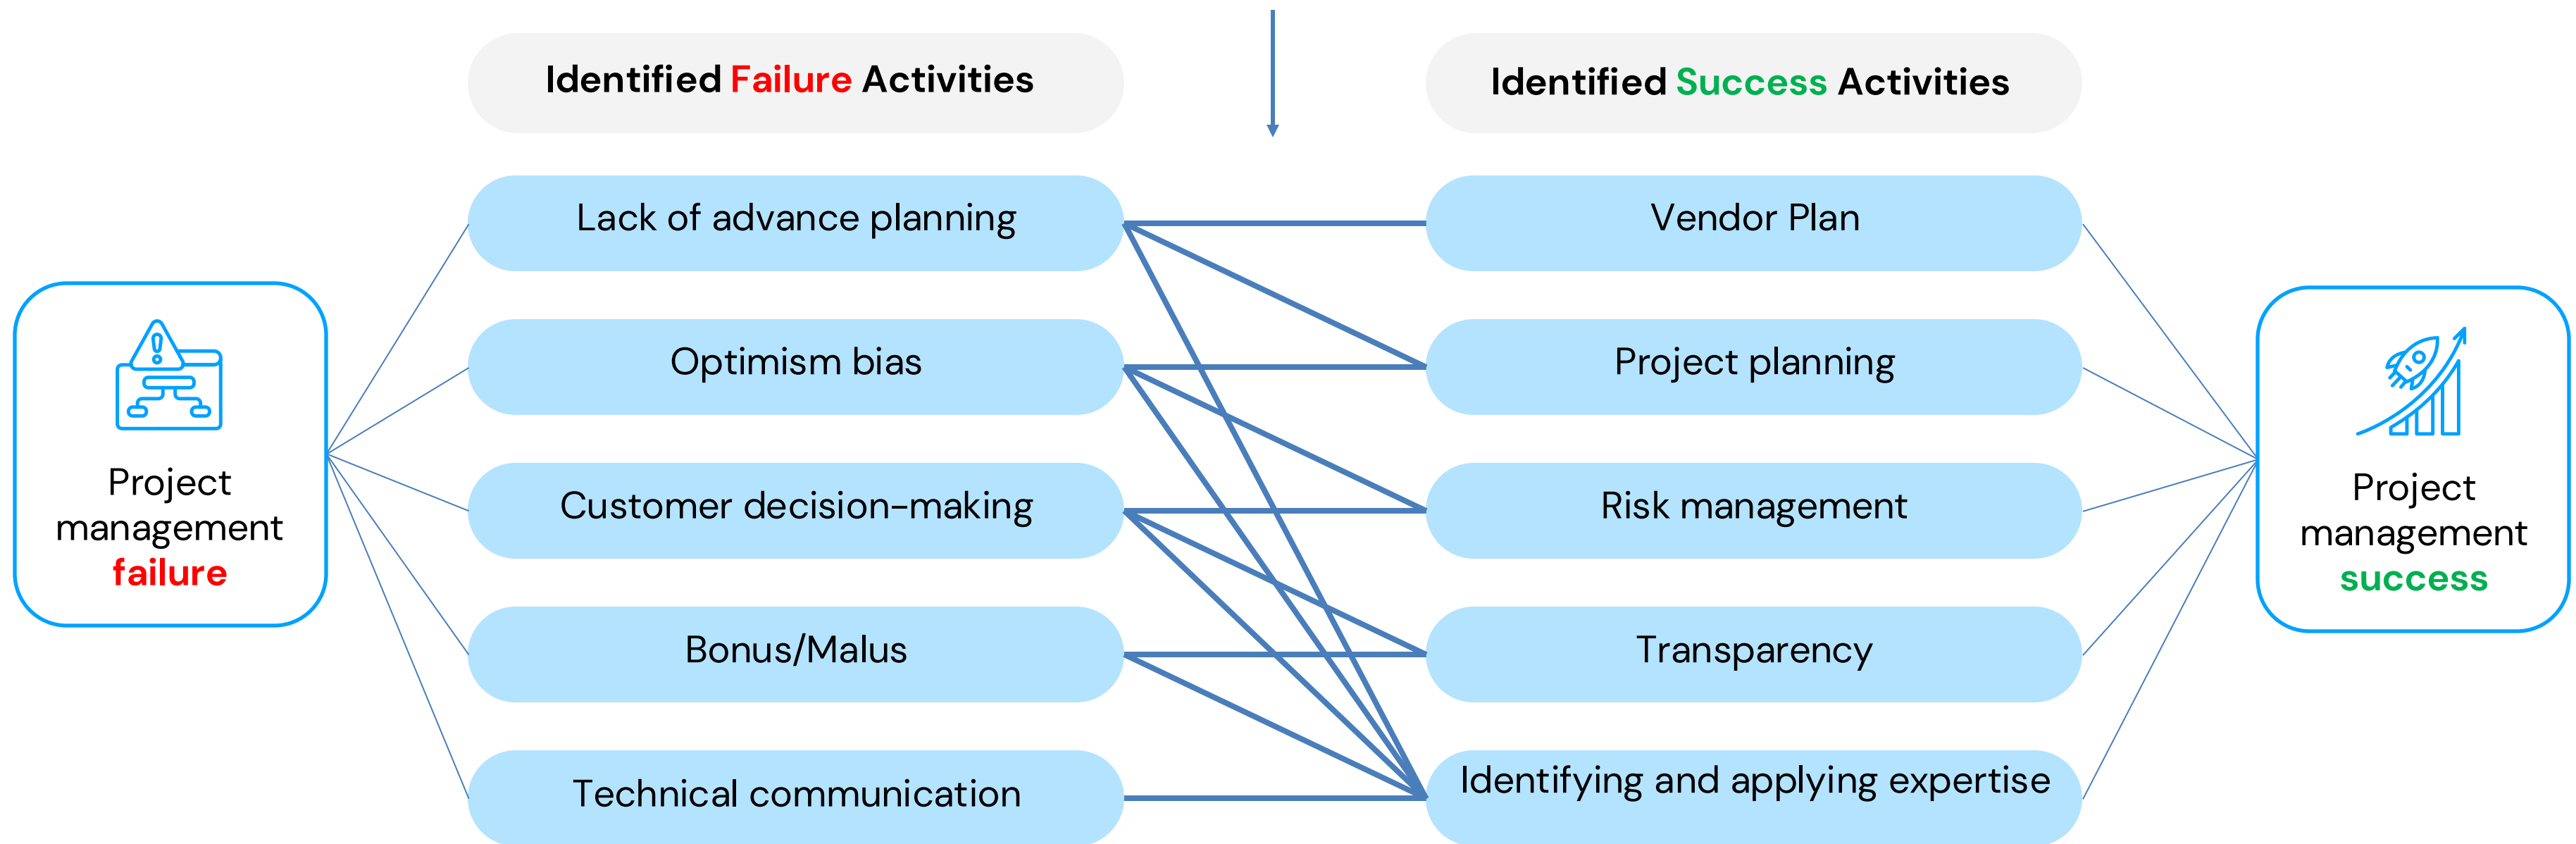 Identified Failure Activities
Identified Success Activities
Lack of advance planning
Vendor Plan
Optimism bias
Project planning
Customer decision-making
Risk management
Bonus/Malus
Transparency
Technical communication
Identifying and applying expertise
Project
management
failure
Project
management
success